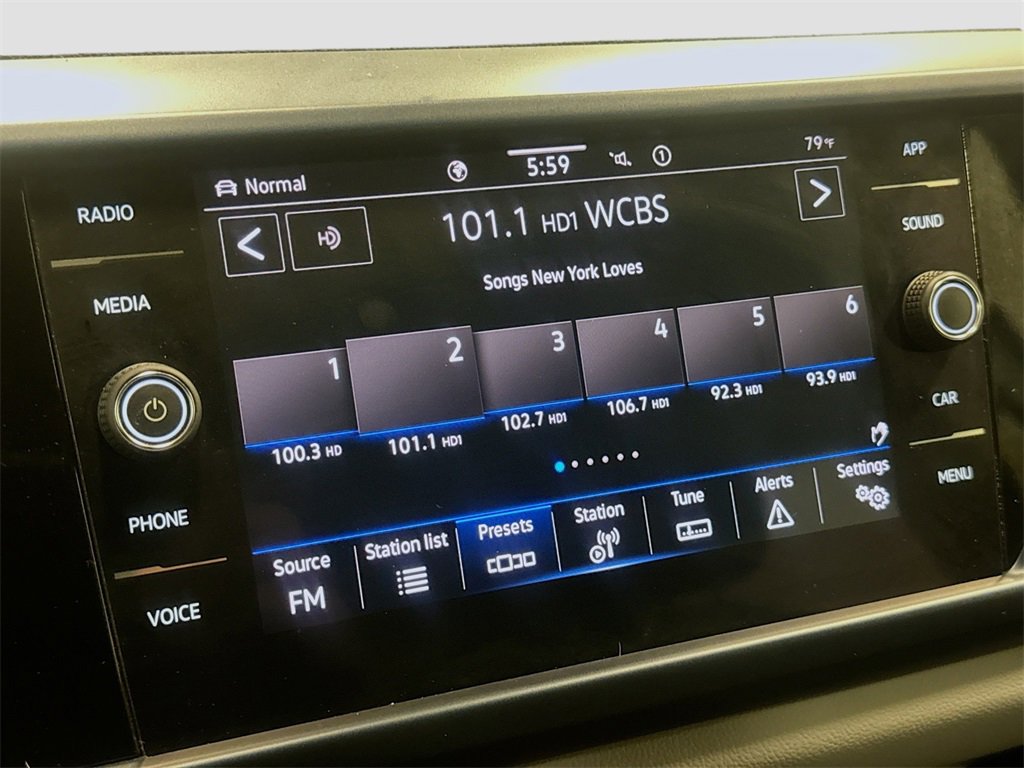 RADIO
MEDIA
PHONE
VOICE
Normal
5:59
1
79°F
<
HD
101.1 HD1 WCBS
>
Songs New York Loves
1
2
3
4
5
6
100.3 HD
101.1 HD1
102.7 HD1
106.7 HD1
92.3 HD1
93.9 HD1
Source
FM
Station list
Presets
Station
Tune
Alerts
Settings
APP
SOUND
CAR
MENU